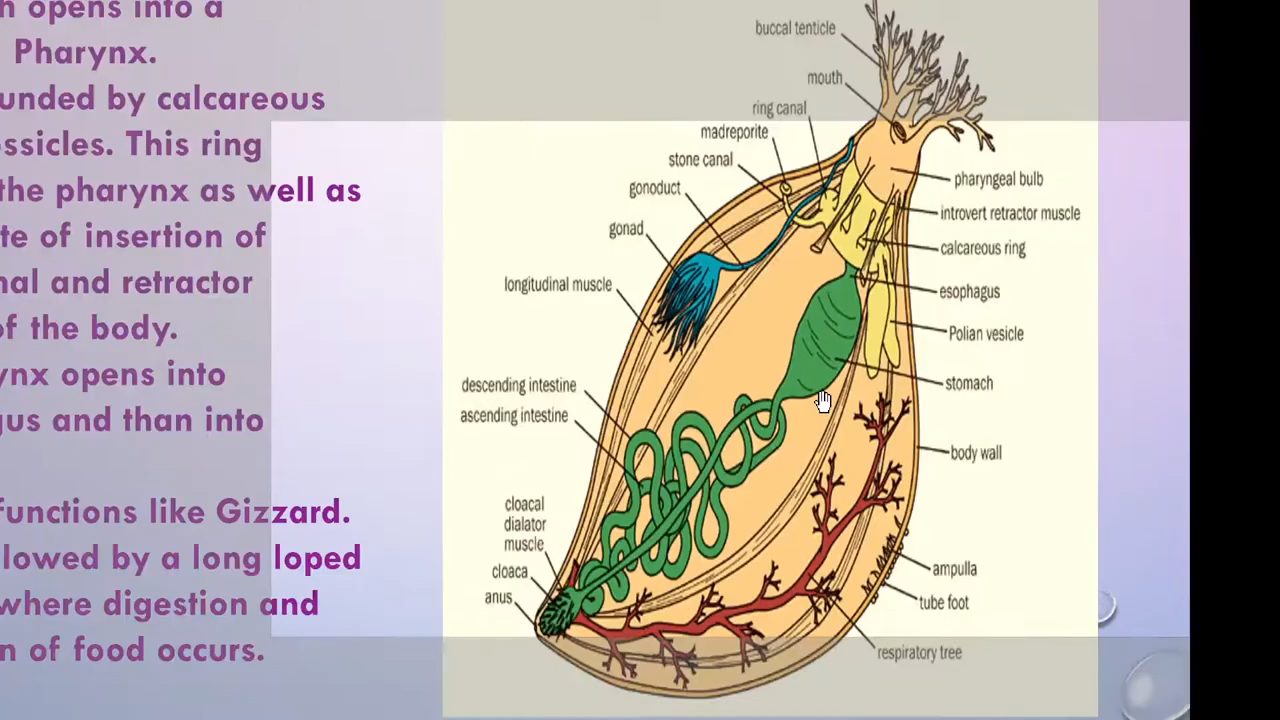 h opens into a
Pharynx.
unded by calcareous
ssicles. This ring
the pharynx as well as
te of insertion of
nal and retractor
of the body.
ynx opens into
gus and than into
functions like Gizzard.
llowed by a long loped
where digestion and
n of food occurs.
buccal tenticle
mouth
ring canal
madreporite
stone canal
gonoduct
gonad
longitudinal muscle
descending intestine
ascending intestine
cloacal
dialator
muscle
cloaca
anus
pharyngeal bulb
introvert retractor muscle
calcareous ring
esophagus
Polian vesicle
stomach
body wall
ampulla
tube foot
respiratory tree